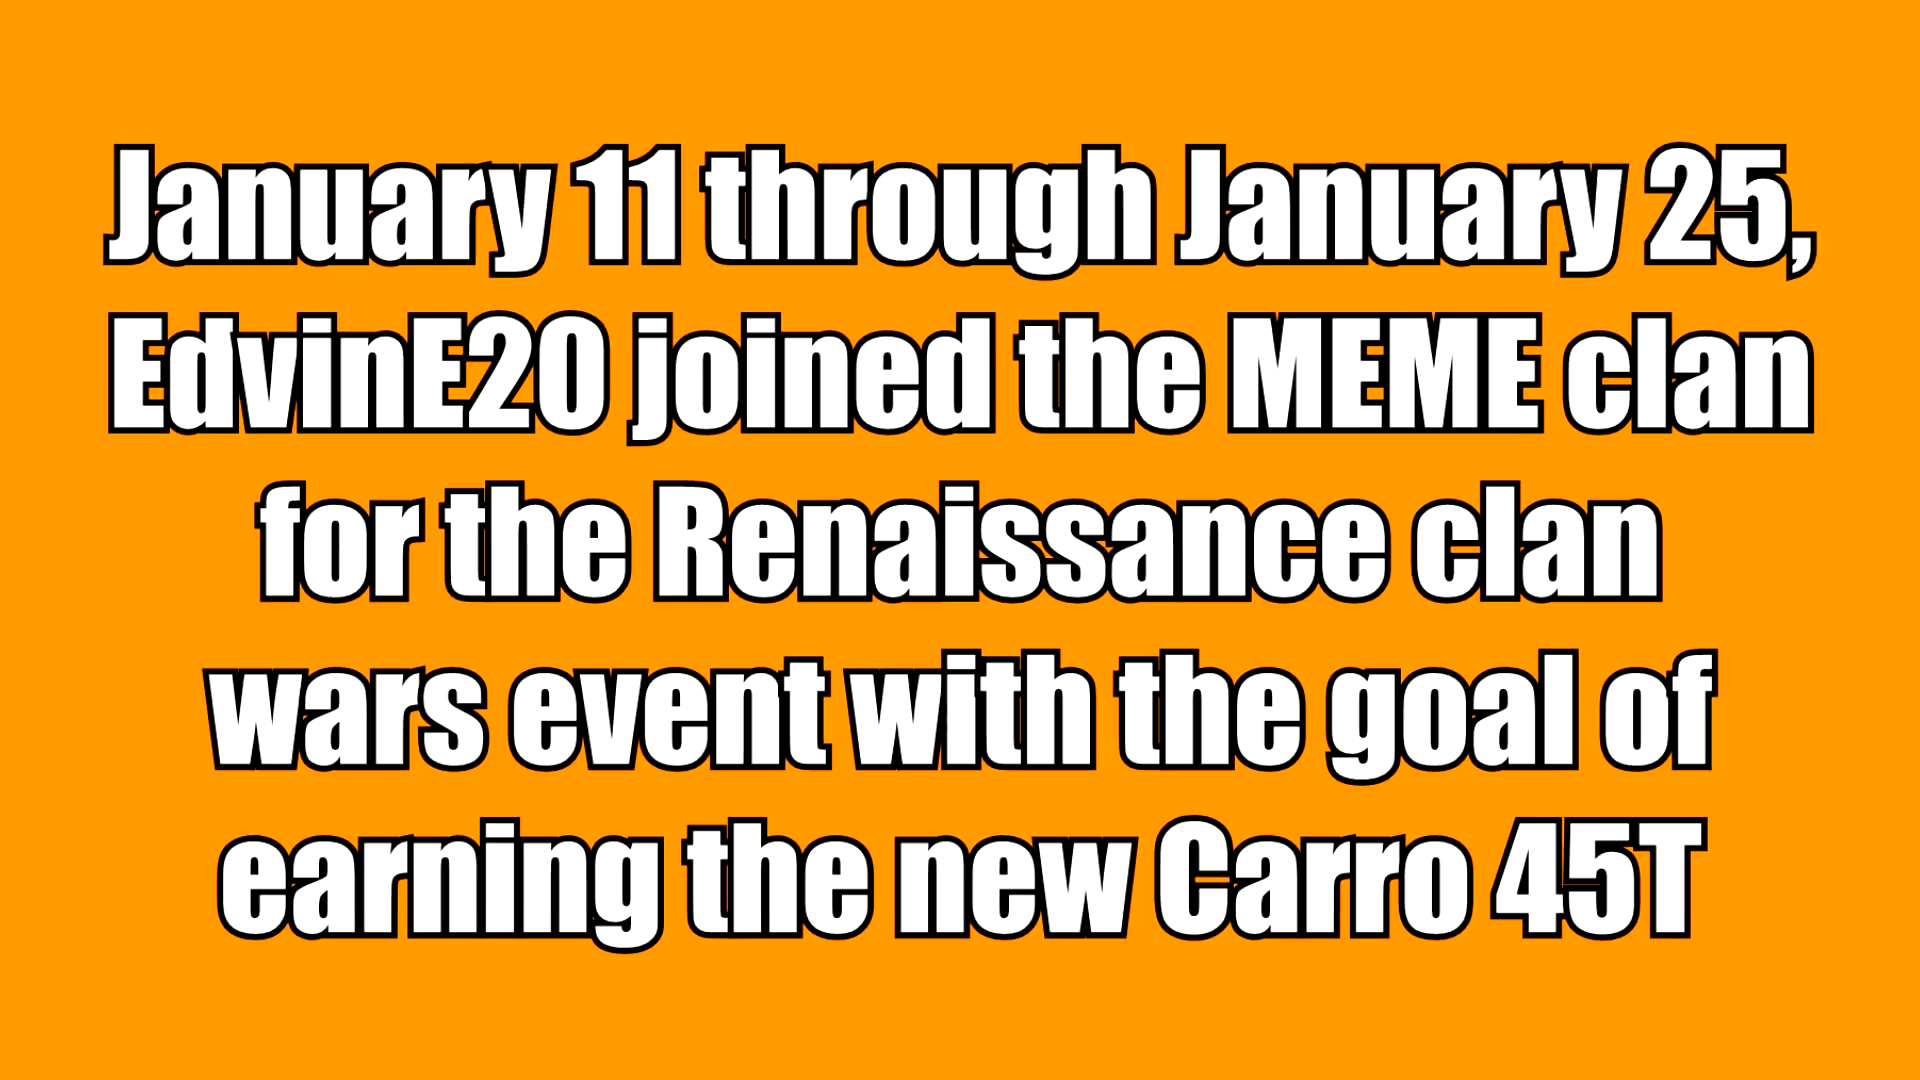 January 11 through January 25,
EdvinE20 joined the MEME clan
for the Renaissance clan
wars event with the goal of
earning the new Carro 45T